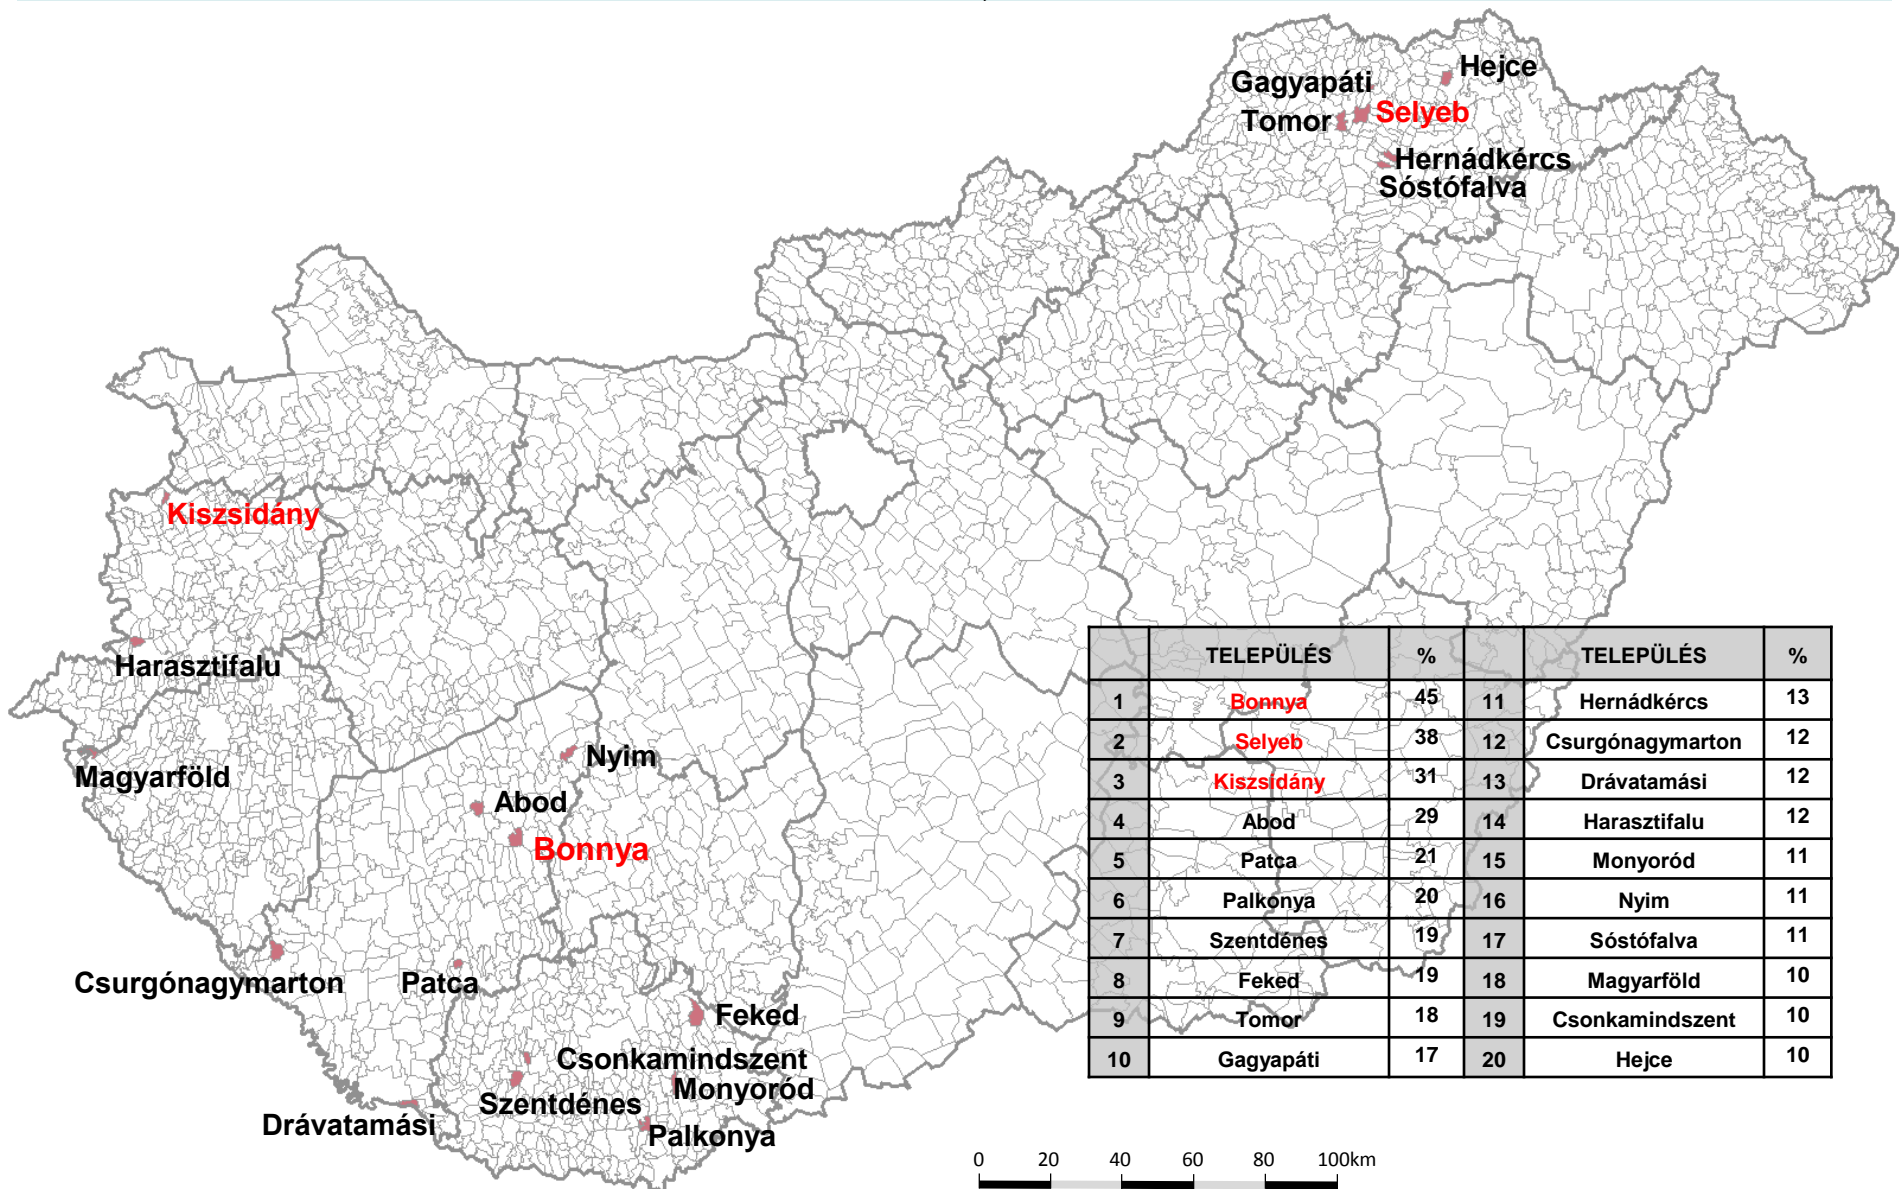 Hejce
Gagyapáti
Selyeb
Tomor
Hernádkércs
Sóstófalva
Kiszsidány
Harasztifalu
Magyarföld
Nyim
Abod
Bonnya
Csurgónagymarton
Patca
Feked
Csonkamindszent
Monyoród
Szentdénes
Drávatamási
Palkonya
TELEPÜLÉS % TELEPÜLÉS %
1 Bonnya 45 11 Hernádkércs 13
2 Selyeb 38 12 Csurgónagymarton 12
3 Kiszsidány 31 13 Drávatamási 12
4 Abod 29 14 Harasztifalu 12
5 Patca 21 15 Monyoród 11
6 Palkonya 20 16 Nyim 11
7 Szentdénes 19 17 Sóstófalva 11
8 Feked 19 18 Magyarföld 10
9 Tomor 18 19 Csonkamindszent 10
10 Gagyapáti 17 20 Hejce 10
0 20 40 60 80 100km